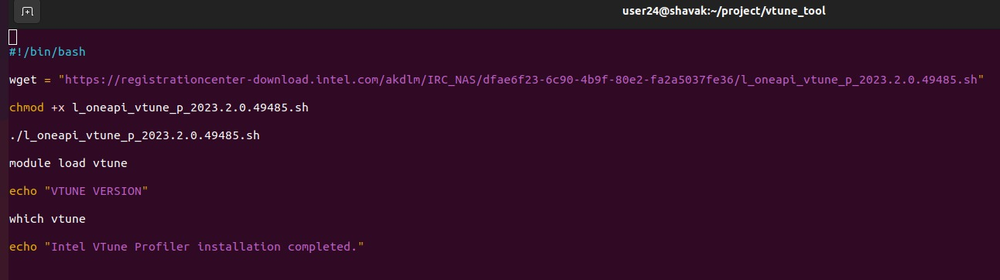 user24@shavak:~/project/vtune_tool
#!/bin/bash
wget = "https://registrationcenter-download.intel.com/akdlm/IRC_NAS/dfae6f23-6c90-4b9f-80e2-fa2a5037fe36/l_oneapi_vtune_p_2023.2.0.49485.sh"
chmod +x l_oneapi_vtune_p_2023.2.0.49485.sh
./l_oneapi_vtune_p_2023.2.0.49485.sh
module load vtune
echo "VTUNE VERSION"
which vtune
echo "Intel VTune Profiler installation completed."